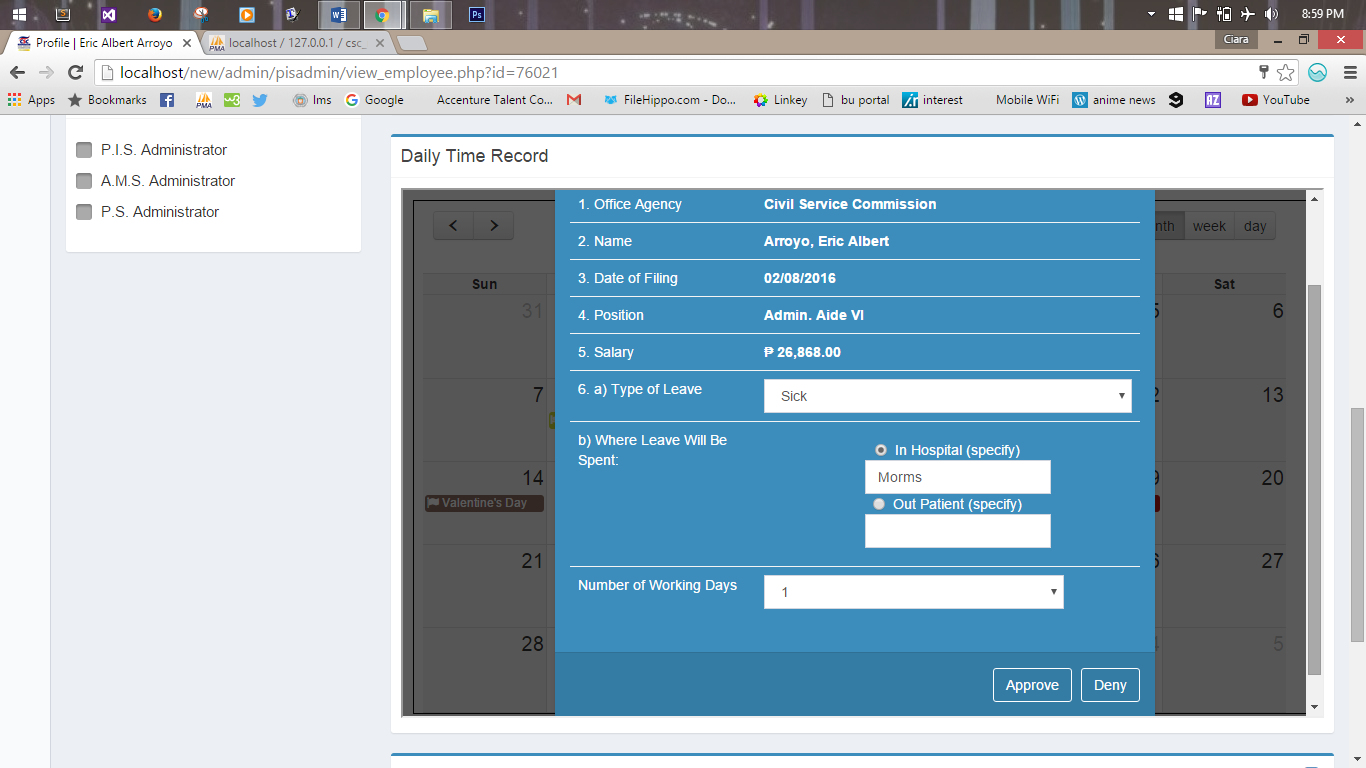 8:59 PM
Profile | Eric Albert Arroyo
localhost / 127.0.0.1 / csc_
Ciara
localhost/new/admin/pisadmin/view_employee.php?id=76021
Apps Bookmarks PMA w3 lms Google Accenture Talent Co... FileHippo.com - Do... Linkey bu portal interest Mobile WiFi anime news AZ YouTube »
P.I.S. Administrator
A.M.S. Administrator
P.S. Administrator
Daily Time Record
nth week day
Sun Sat
31 6
7 13
14 20
Valentine's Day
21 27
28 5
1. Office Agency Civil Service Commission
2. Name Arroyo, Eric Albert
3. Date of Filing 02/08/2016
4. Position Admin. Aide VI
5. Salary ₱ 26,868.00
6. a) Type of Leave Sick
b) Where Leave Will Be
Spent:
In Hospital (specify)
Morms
Out Patient (specify)
Number of Working Days 1
Approve Deny